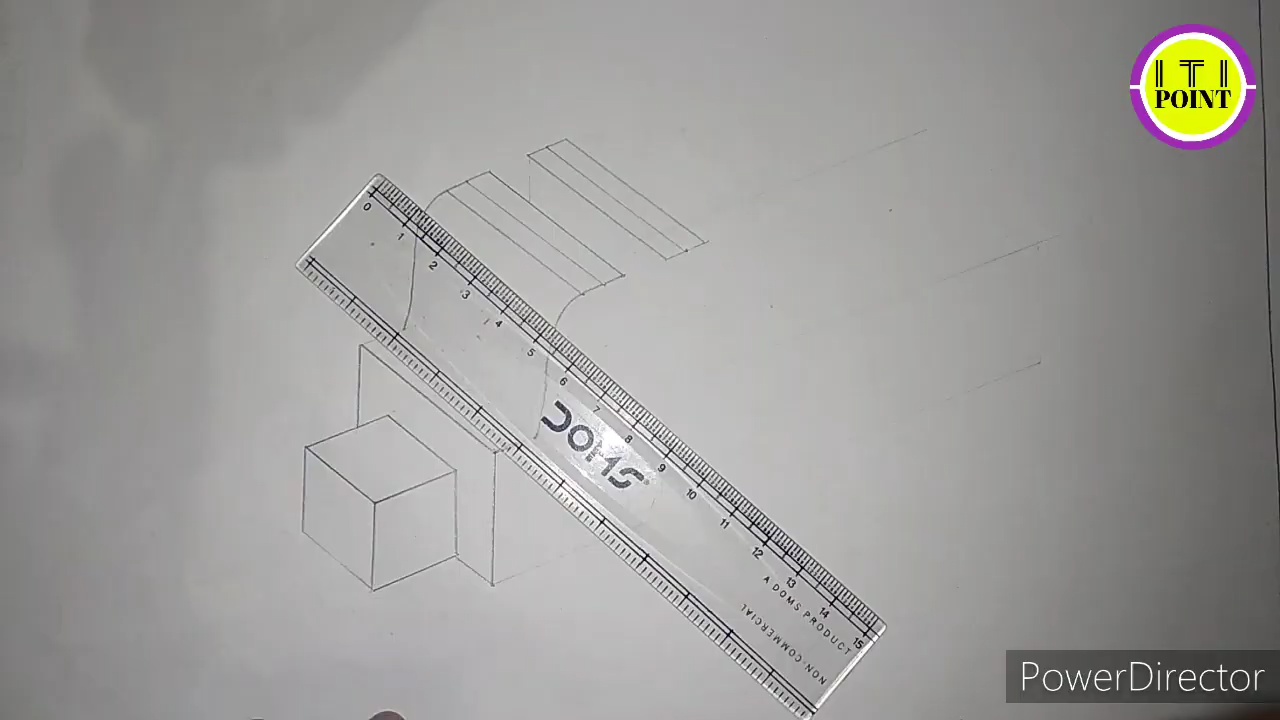 ITI
POINT
0 1 2 3 4 5 6 7 8 9 10 11 12 13 14 15
DOMS
A DOMS PRODUCT
NON-COMMERCIAL
PowerDirector